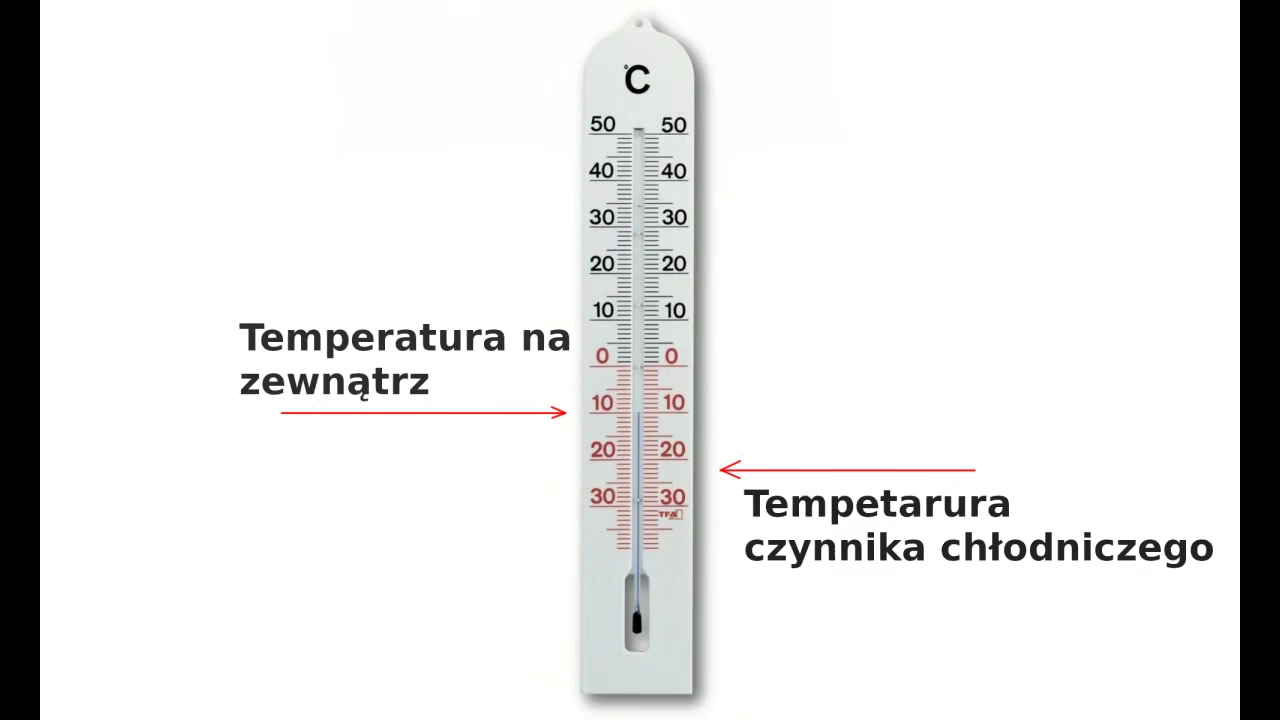 °C
50 50
40 40
30 30
20 20
10 10
Temperatura na
zewnątrz
0 0
10 10
20 20
30 30
TFA
Tempetarura
czynnika chłodniczego